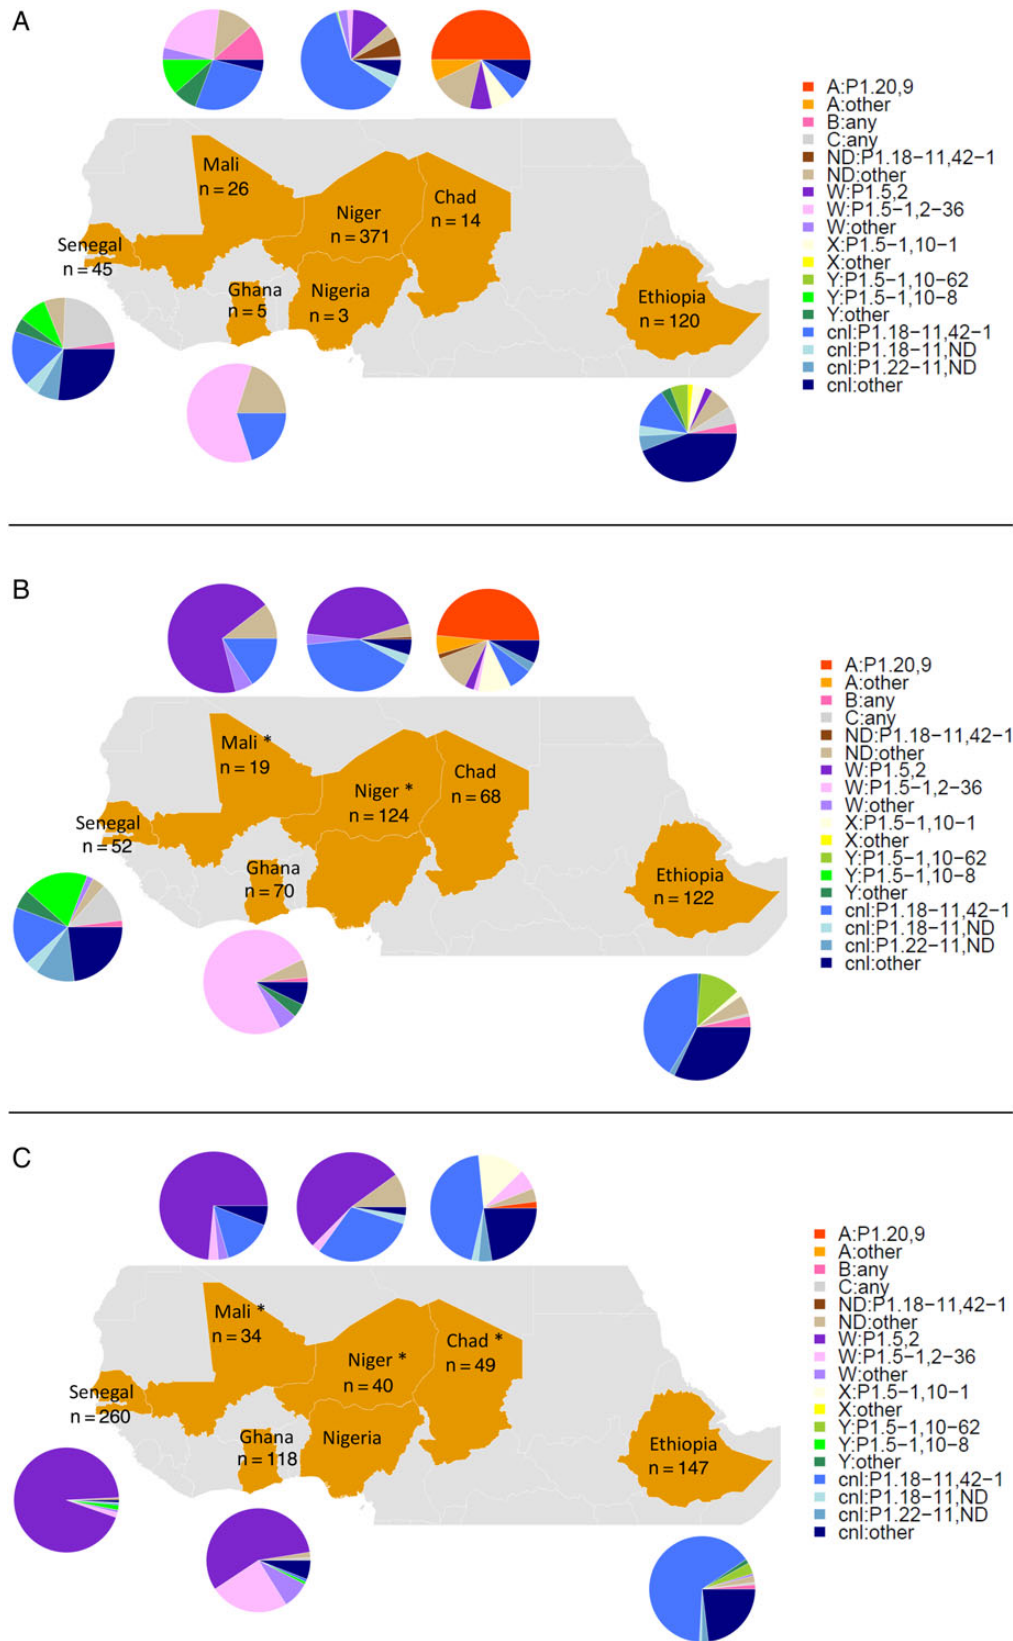 A
Mali
n = 26
Niger
n = 371
Chad
n = 14
Senegal
n = 45
Ghana
n = 5
Nigeria
n = 3
Ethiopia
n = 120
A:P1.20,9
A:other
B:any
C:any
ND:P1.18−11,42−1
ND:other
W:P1.5,2
W:P1.5−1,2−36
W:other
X:P1.5−1,10−1
X:other
Y:P1.5−1,10−62
Y:P1.5−1,10−8
Y:other
cnl:P1.18−11,42−1
cnl:P1.18−11,ND
cnl:P1.22−11,ND
cnl:other
B
Mali *
n = 19
Niger *
n = 124
Chad
n = 68
Senegal
n = 52
Ghana
n = 70
Ethiopia
n = 122
A:P1.20,9
A:other
B:any
C:any
ND:P1.18−11,42−1
ND:other
W:P1.5,2
W:P1.5−1,2−36
W:other
X:P1.5−1,10−1
X:other
Y:P1.5−1,10−62
Y:P1.5−1,10−8
Y:other
cnl:P1.18−11,42−1
cnl:P1.18−11,ND
cnl:P1.22−11,ND
cnl:other
C
Mali *
n = 34
Niger *
n = 40
Chad *
n = 49
Senegal
n = 260
Ghana
n = 118
Nigeria
Ethiopia
n = 147
A:P1.20,9
A:other
B:any
C:any
ND:P1.18−11,42−1
ND:other
W:P1.5,2
W:P1.5−1,2−36
W:other
X:P1.5−1,10−1
X:other
Y:P1.5−1,10−62
Y:P1.5−1,10−8
Y:other
cnl:P1.18−11,42−1
cnl:P1.18−11,ND
cnl:P1.22−11,ND
cnl:other